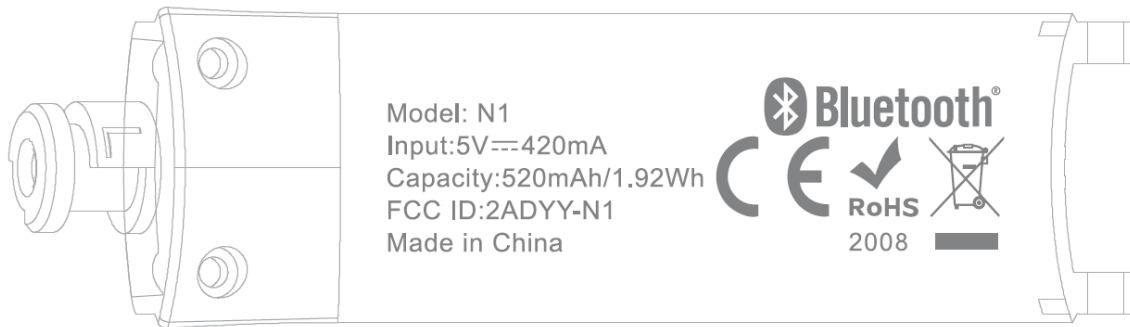 Model: N1
Input:5V⎓420mA
Capacity:520mAh/1.92Wh
FCC ID:2ADYY-N1
Made in China
Bluetooth®
CE
RoHS
2008